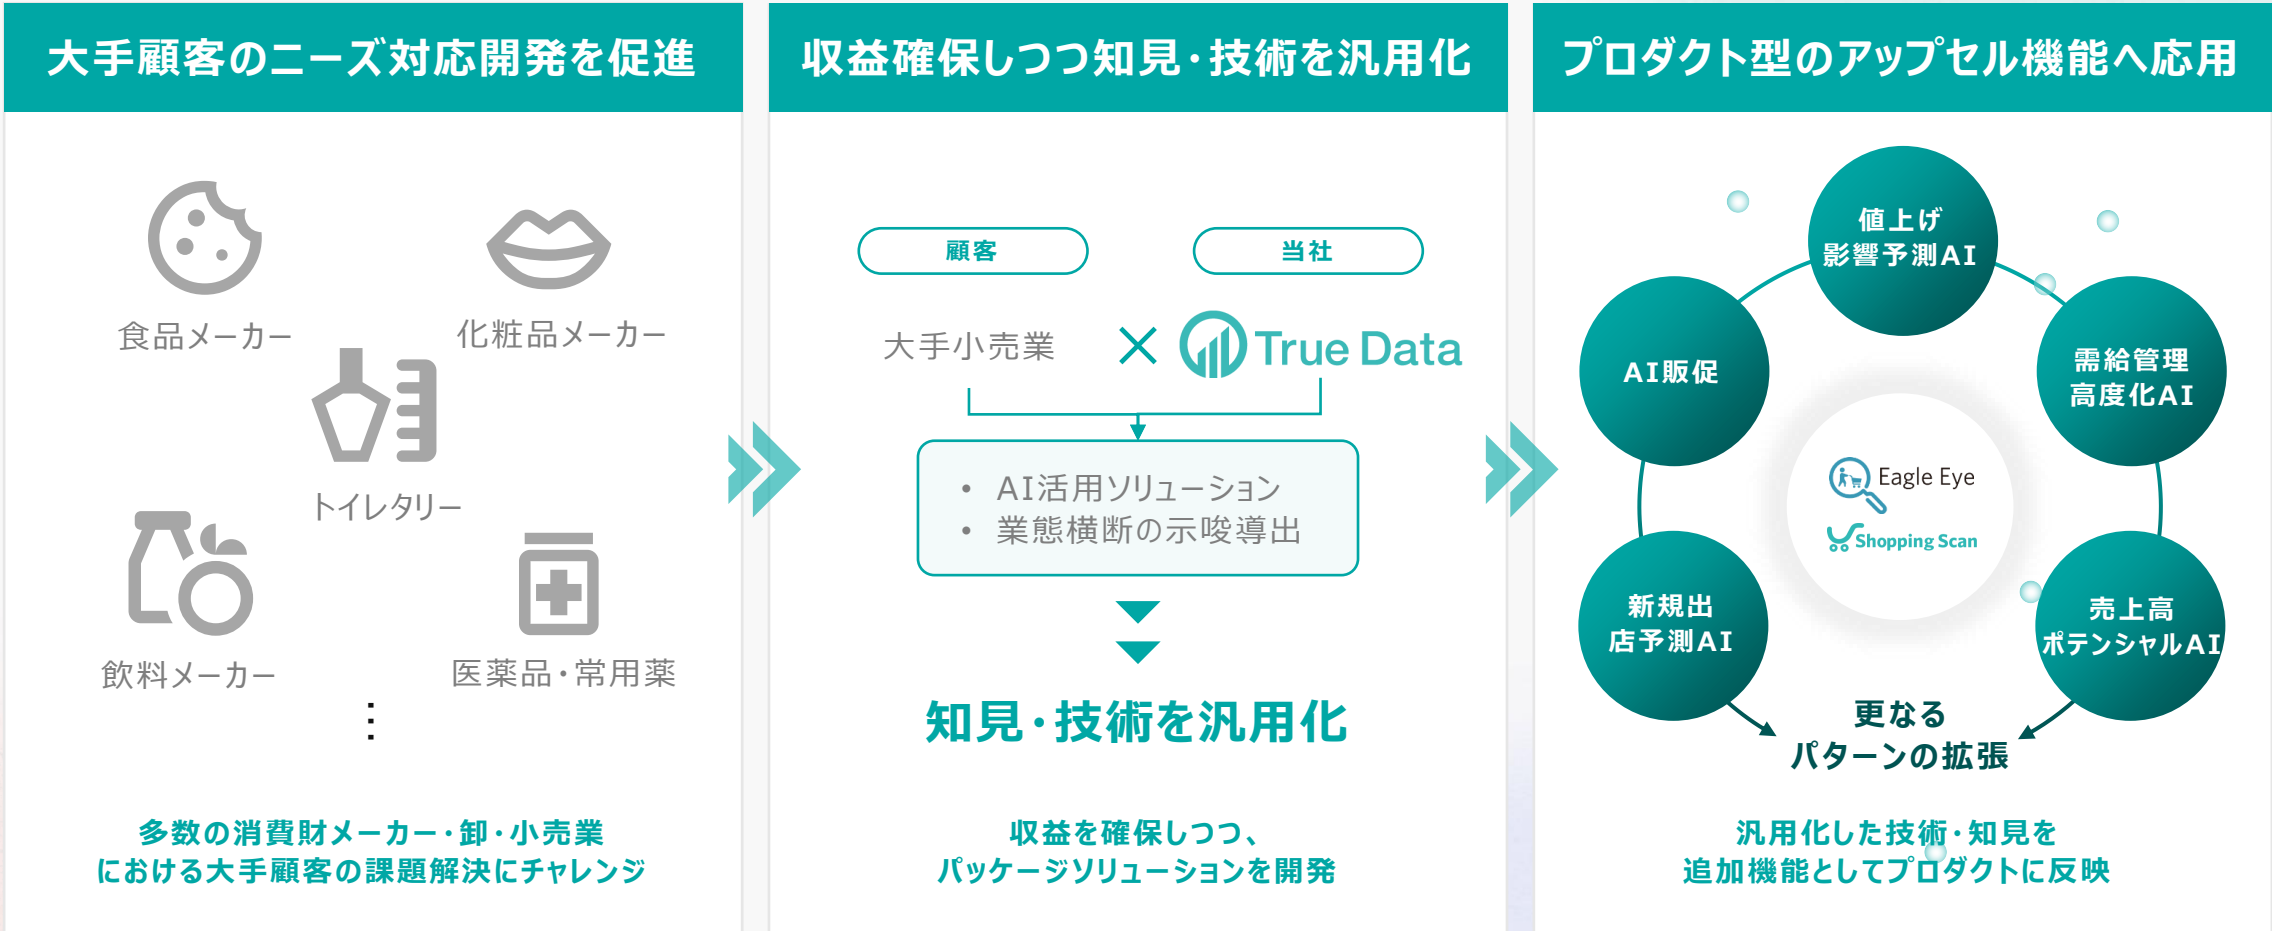 大手顧客のニーズ対応開発を促進
食品メーカー
化粧品メーカー
トイレタリー
飲料メーカー
医薬品・常用薬
⋮
多数の消費財メーカー・卸・小売業
における大手顧客の課題解決にチャレンジ
収益確保しつつ知見・技術を汎用化
顧客
当社
大手小売業
×
True Data
• AI活用ソリューション
• 業態横断の示唆導出
知見・技術を汎用化
収益を確保しつつ、
パッケージソリューションを開発
プロダクト型のアップセル機能へ応用
値上げ
影響予測AI
AI販促
需給管理
高度化AI
Eagle Eye
Shopping Scan
新規出
店予測AI
売上高
ポテンシャルAI
更なる
パターンの拡張
汎用化した技術・知見を
追加機能としてプロダクトに反映